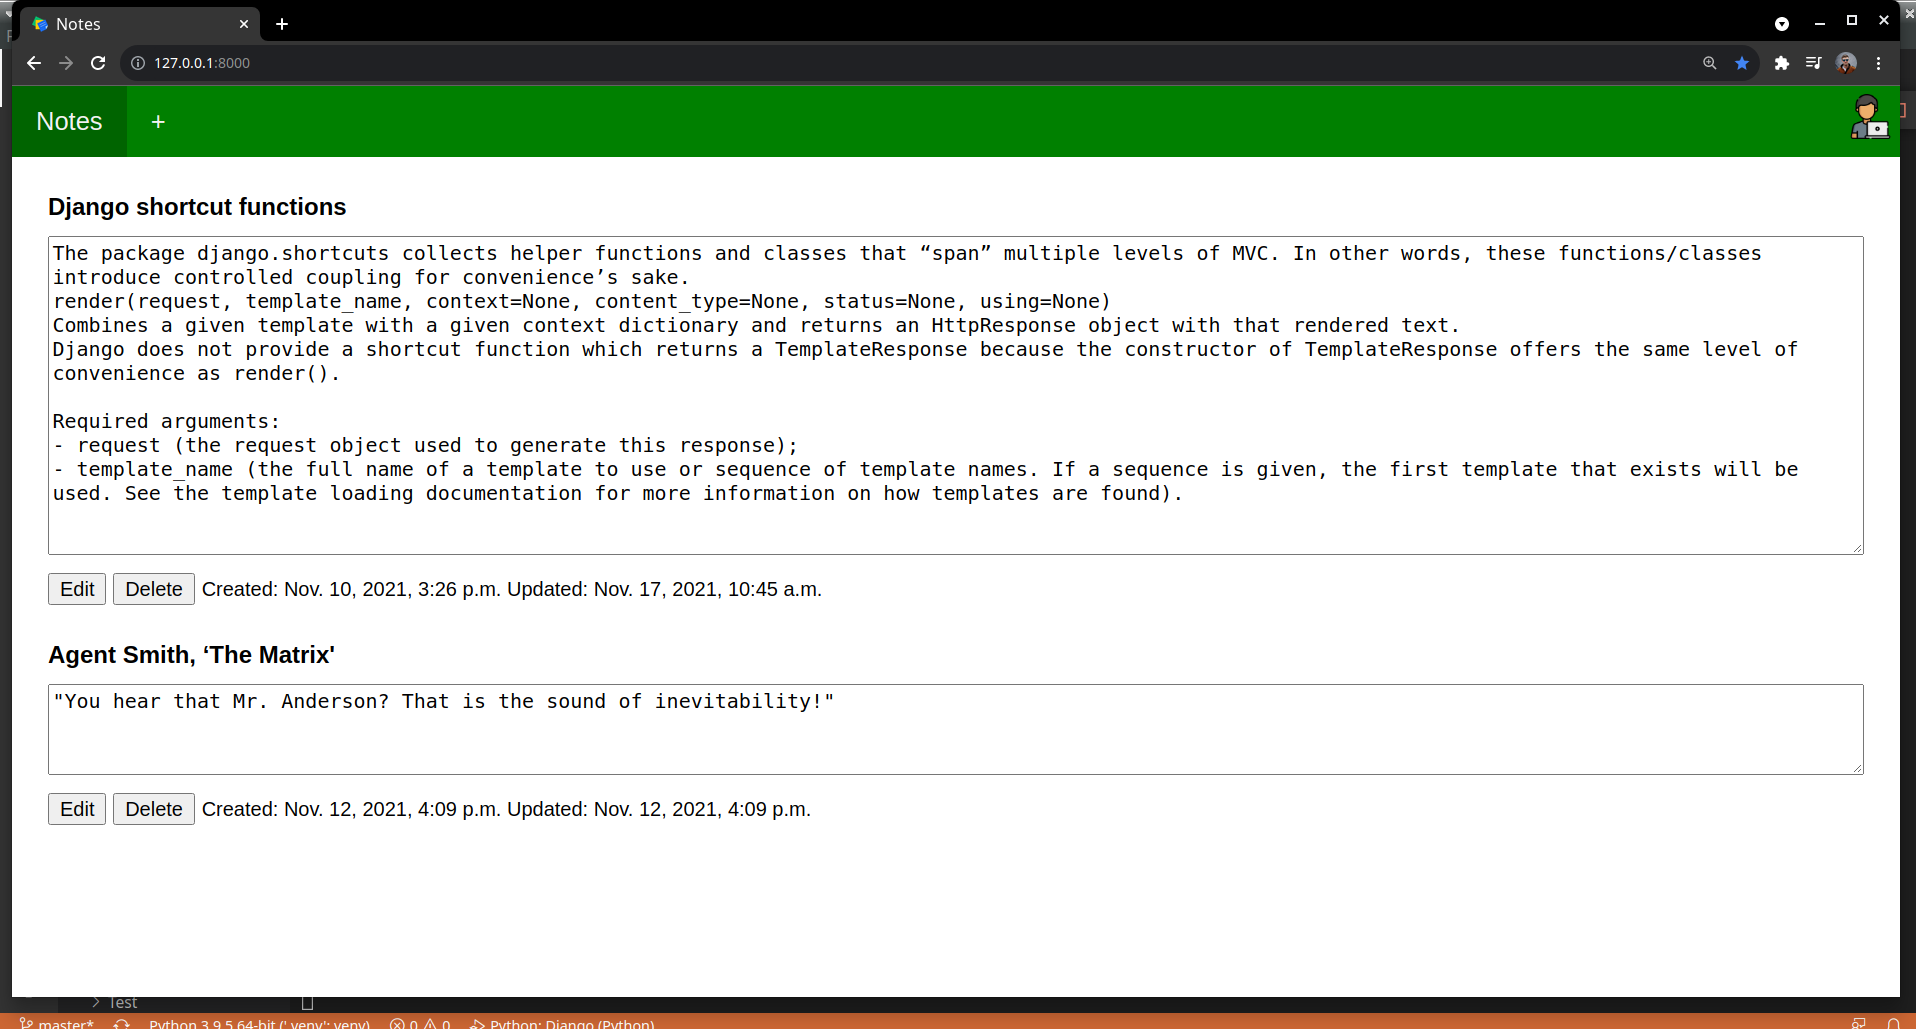 Notes
127.0.0.1:8000
Notes +
Django shortcut functions
The package django.shortcuts collects helper functions and classes that “span” multiple levels of MVC. In other words, these functions/classes
introduce controlled coupling for convenience’s sake.
render(request, template_name, context=None, content_type=None, status=None, using=None)
Combines a given template with a given context dictionary and returns an HttpResponse object with that rendered text.
Django does not provide a shortcut function which returns a TemplateResponse because the constructor of TemplateResponse offers the same level of
convenience as render().
Required arguments:
- request (the request object used to generate this response);
- template_name (the full name of a template to use or sequence of template names. If a sequence is given, the first template that exists will be
used. See the template loading documentation for more information on how templates are found).
Edit Delete Created: Nov. 10, 2021, 3:26 p.m. Updated: Nov. 17, 2021, 10:45 a.m.
Agent Smith, ‘The Matrix'
"You hear that Mr. Anderson? That is the sound of inevitability!"
Edit Delete Created: Nov. 12, 2021, 4:09 p.m. Updated: Nov. 12, 2021, 4:09 p.m.
> Test
master* Python 3.9.5 64-bit ('.venv': venv) 0 0 Python: Django (Python)